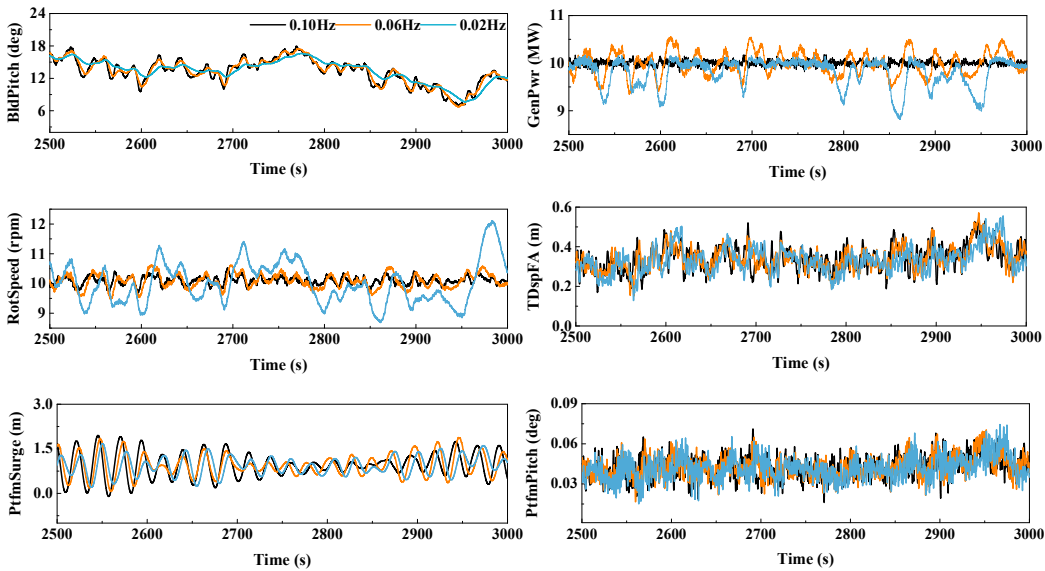 0.10Hz 0.06Hz 0.02Hz
BldPitch (deg)
18
12
6
2500 2600 2700 2800 2900 3000
Time (s)
GenPwr (MW)
11
10
9
2500 2600 2700 2800 2900 3000
Time (s)
RotSpeed (rpm)
12
11
10
9
2500 2600 2700 2800 2900 3000
Time (s)
TDspFA (m)
0.6
0.4
0.2
0.0
2500 2600 2700 2800 2900 3000
Time (s)
PtfmSurge (m)
3.0
1.5
0.0
2500 2600 2700 2800 2900 3000
Time (s)
PtfmPitch (deg)
0.09
0.06
0.03
2500 2600 2700 2800 2900 3000
Time (s)